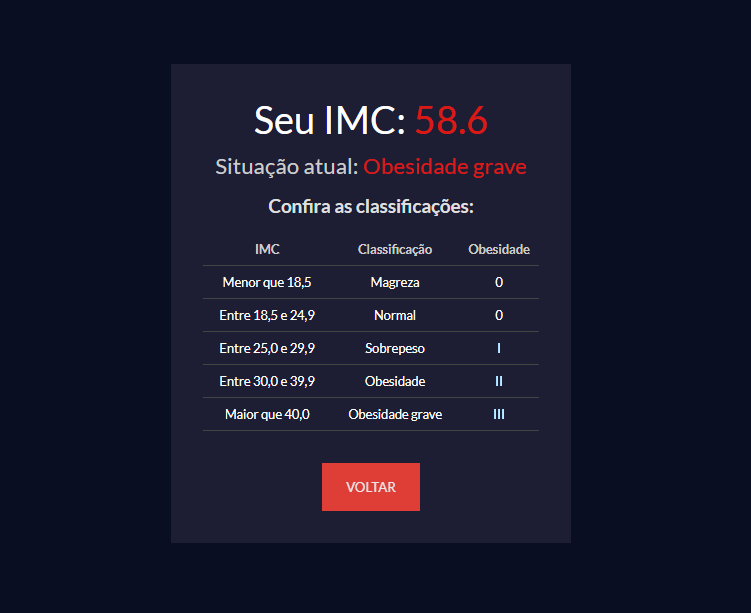 Seu IMC: 58.6
Situação atual: Obesidade grave
Confira as classificações:
IMC Classificação Obesidade
Menor que 18,5 Magreza 0
Entre 18,5 e 24,9 Normal 0
Entre 25,0 e 29,9 Sobrepeso I
Entre 30,0 e 39,9 Obesidade II
Maior que 40,0 Obesidade grave III
VOLTAR